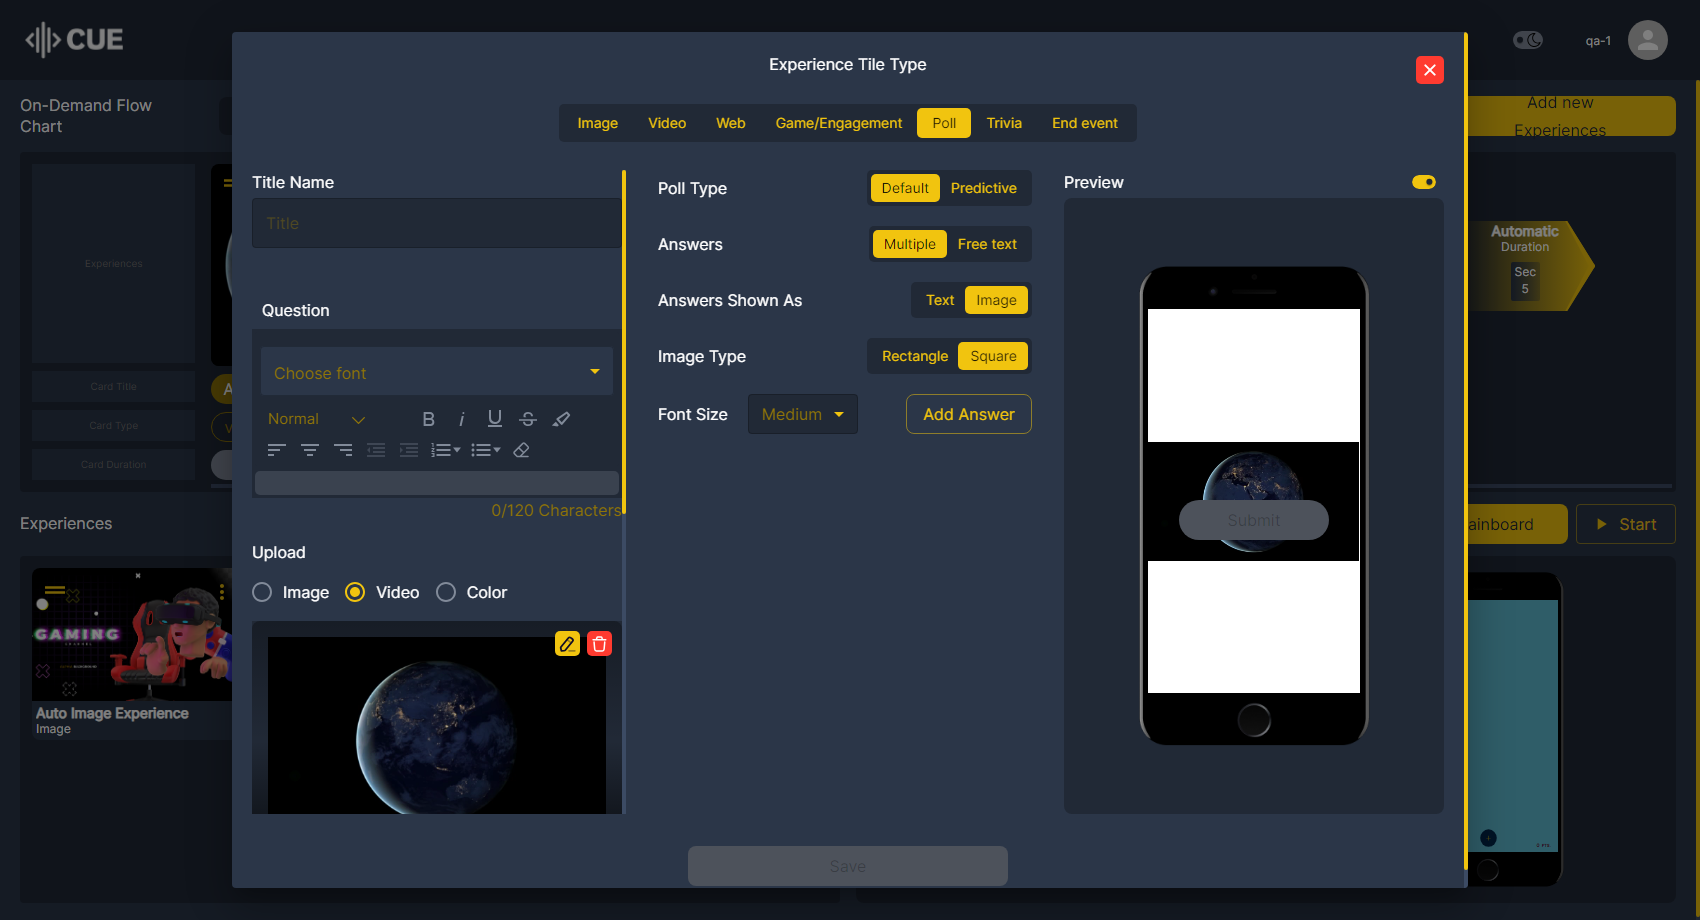 CUE
qa-1
On-Demand Flow
Chart
Add new
Experiences
Experiences
Card Title
Card Type
Card Duration
A
V
Automatic
Duration
Sec
5
Experiences
ainboard
Start
GAMING
Auto Image Experience
Image
Experience Tile Type
Image
Video
Web
Game/Engagement
Poll
Trivia
End event
Title Name
Title
Question
Choose font
Normal
B
i
U
S
0/120 Characters
Upload
Image
Video
Color
Poll Type
Default
Predictive
Answers
Multiple
Free text
Answers Shown As
Text
Image
Image Type
Rectangle
Square
Font Size
Medium
Add Answer
Preview
Submit
Save